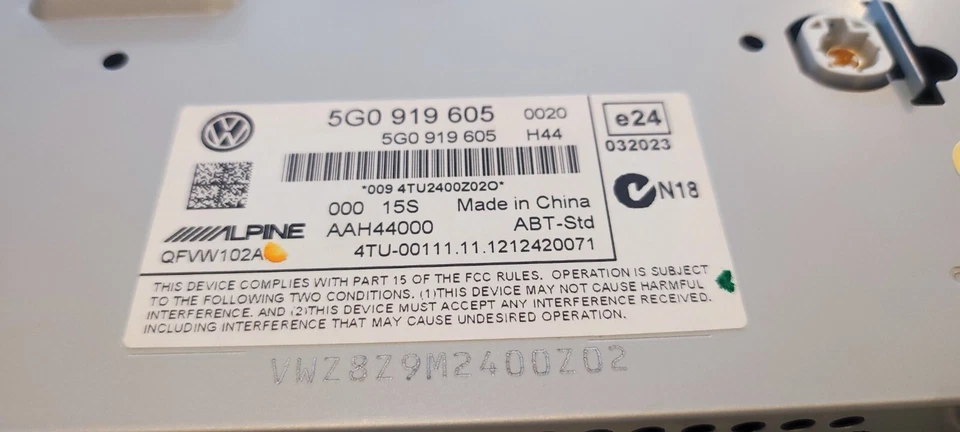 5G0 919 605 0020
5G0 919 605 H44
e24
032023
*009 4TU2400Z02O*
N18
000 15S Made in China
ALPINE AAH44000 ABT-Std
QFVW102A 4TU-00111.11.1212420071
THIS DEVICE COMPLIES WITH PART 15 OF THE FCC RULES. OPERATION IS SUBJECT
TO THE FOLLOWING TWO CONDITIONS. (1)THIS DEVICE MAY NOT CAUSE HARMFUL
INTERFERENCE. AND (2)THIS DEVICE MUST ACCEPT ANY INTERFERENCE RECEIVED.
INCLUDING INTERFERENCE THAT MAY CAUSE UNDESIRED OPERATION.
VWZ8Z9M2400Z02